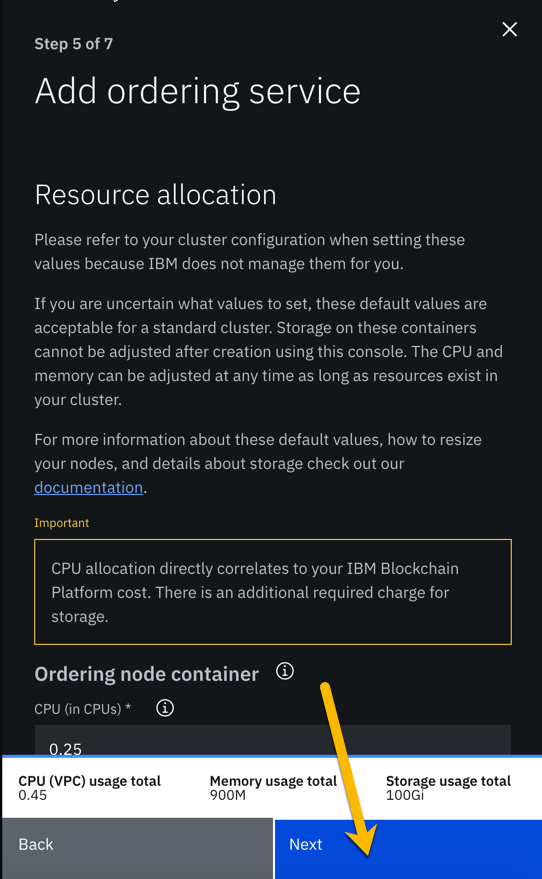 Step 5 of 7
Add ordering service
Resource allocation
Please refer to your cluster configuration when setting these
values because IBM does not manage them for you.
If you are uncertain what values to set, these default values are
acceptable for a standard cluster. Storage on these containers
cannot be adjusted after creation using this console. The CPU and
memory can be adjusted at any time as long as resources exist in
your cluster.
For more information about these default values, how to resize
your nodes, and details about storage check out our
documentation.
Important
CPU allocation directly correlates to your IBM Blockchain
Platform cost. There is an additional required charge for
storage.
Ordering node container
CPU (in CPUs) *
0.25
CPU (VPC) usage total
0.45
Memory usage total
900M
Storage usage total
100Gi
Back
Next